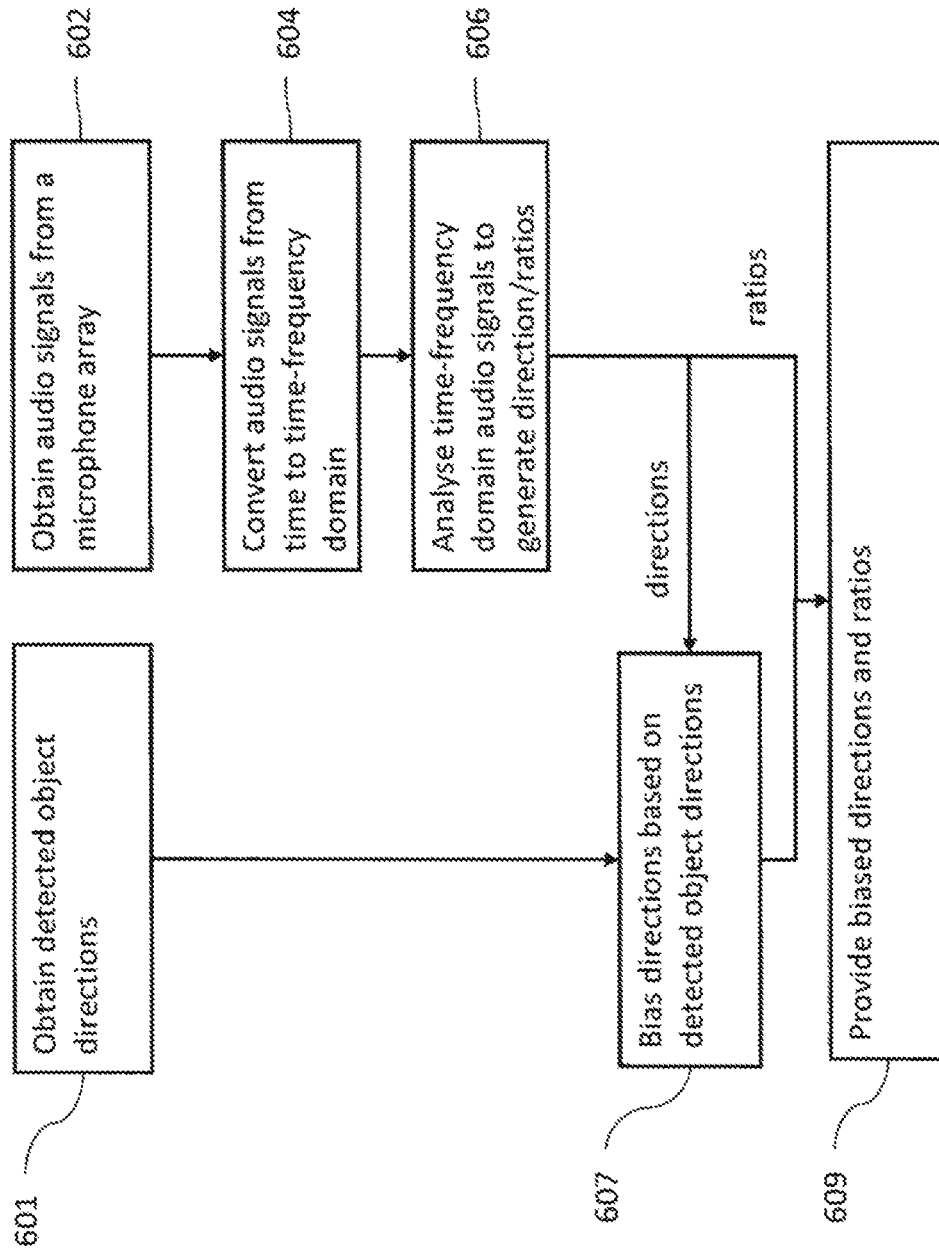 601
Obtain detected object
directions
Obtain audio signals from a
microphone array
602
Convert audio signals from
time to time-frequency
domain
604
Analyse time-frequency
domain audio signals to
generate direction/ratios
606
directions
ratios
607
Bias directions based on
detected object directions
609
Provide biased directions and ratios